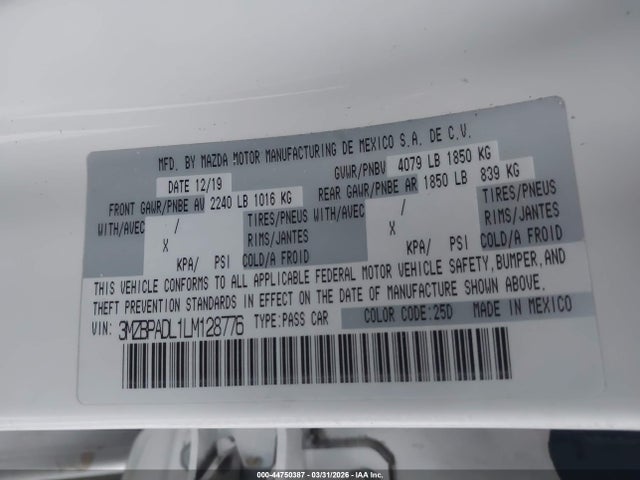 MFD. BY MAZDA MOTOR MANUFACTURING DE MEXICO S.A. DE C.V.
DATE 12/19 GVWR/PNBV 4079 LB 1850 KG
FRONT GAWR/PNBE AV 2240 LB 1016 KG REAR GAWR/PNBE AR 1850 LB 839 KG
WITH/AVEC / TIRES/PNEUS WITH/AVEC / TIRES/PNEUS
X RIMS/JANTES X RIMS/JANTES
KPA/ PSI COLD/A FROID KPA/ PSI COLD/A FROID
THIS VEHICLE CONFORMS TO ALL APPLICABLE FEDERAL MOTOR VEHICLE SAFETY, BUMPER, AND
THEFT PREVENTION STANDARDS IN EFFECT ON THE DATE OF MANUFACTURE SHOWN ABOVE.
VIN: 3MZBPADL1LM128776 TYPE:PASS CAR COLOR CODE:25D MADE IN MEXICO
000-44750387 - 03/31/2026 - IAAI.COM